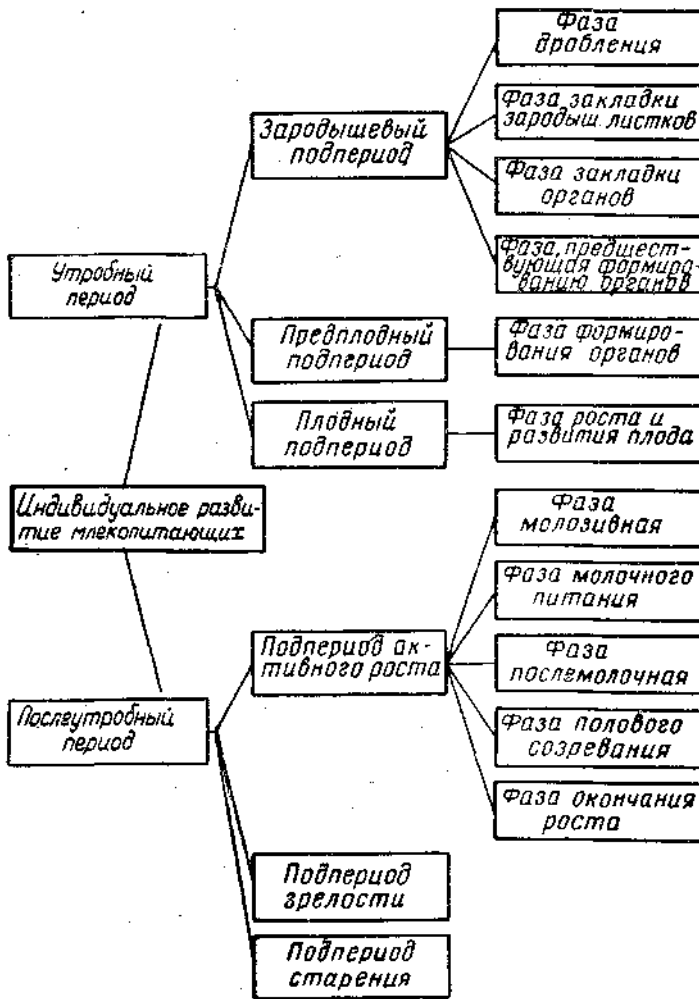 Фаза
дробления
Фаза закладки
зародыш. листков
Зародышевый
подпериод
Фаза закладки
органов
Фаза, предшест-
вующая формиро-
ванию органов
Утробный
период
Предплодный
подпериод
Фаза формиро-
вания органов
Плодный
подпериод
Фаза роста и
развития плода
Индивидуальное разви-
тие млекопитающих
Фаза
молозивная
Фаза молочного
питания
Подпериод ак-
тивного роста
Фаза
послемолочная
Послеутробный
период
Фаза полового
созревания
Фаза окончания
роста
Подпериод
зрелости
Подпериод
старения